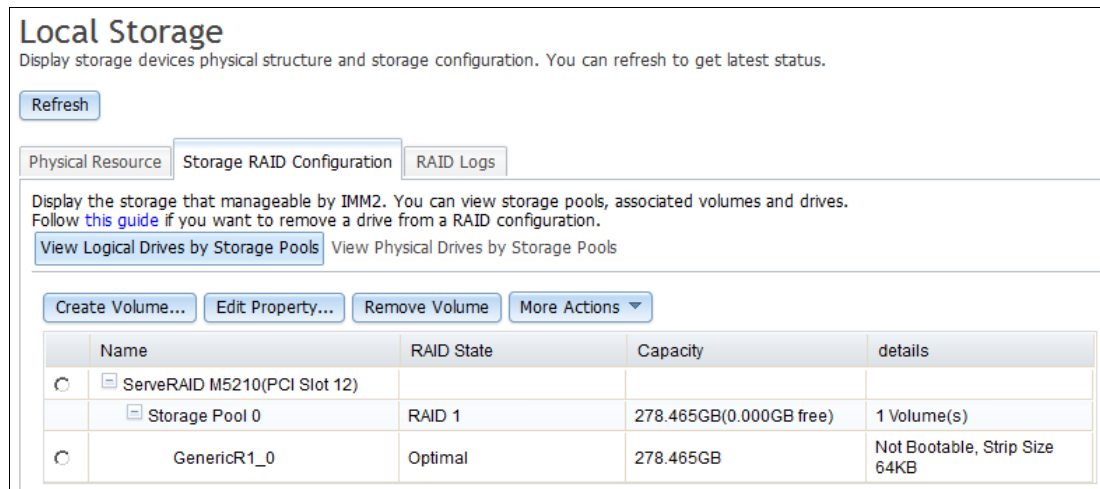 Local Storage
Display storage devices physical structure and storage configuration. You can refresh to get latest status.
Refresh
Physical Resource Storage RAID Configuration RAID Logs
Display the storage that manageable by IMM2. You can view storage pools, associated volumes and drives.
Follow this guide if you want to remove a drive from a RAID configuration.
View Logical Drives by Storage Pools View Physical Drives by Storage Pools
Create Volume... Edit Property... Remove Volume More Actions
Name RAID State Capacity details
ServeRAID M5210(PCI Slot 12)
Storage Pool 0 RAID 1 278.465GB(0.000GB free) 1 Volume(s)
GenericR1_0 Optimal 278.465GB Not Bootable, Strip Size
64KB